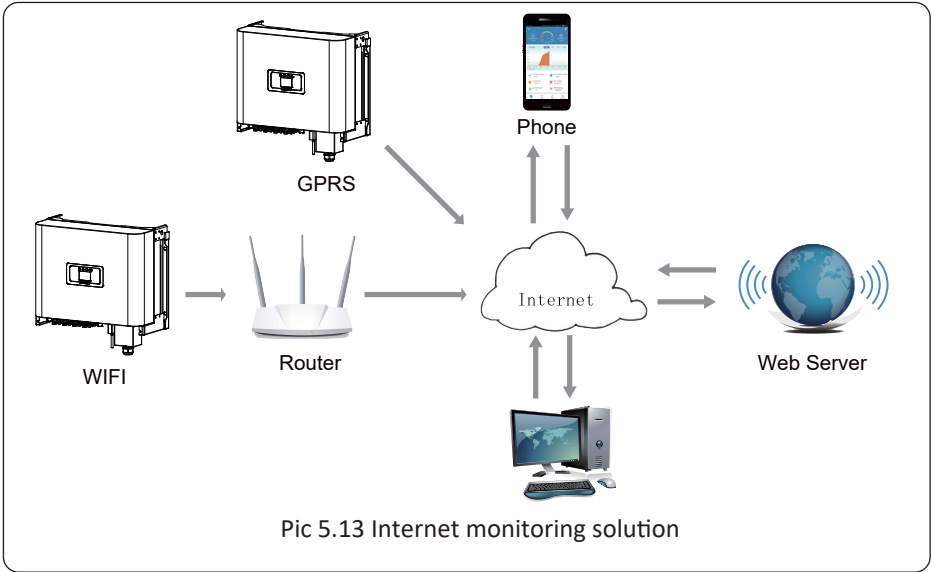 Phone
GPRS
Internet
WIFI
Router
Web Server
Pic 5.13 Internet monitoring solution